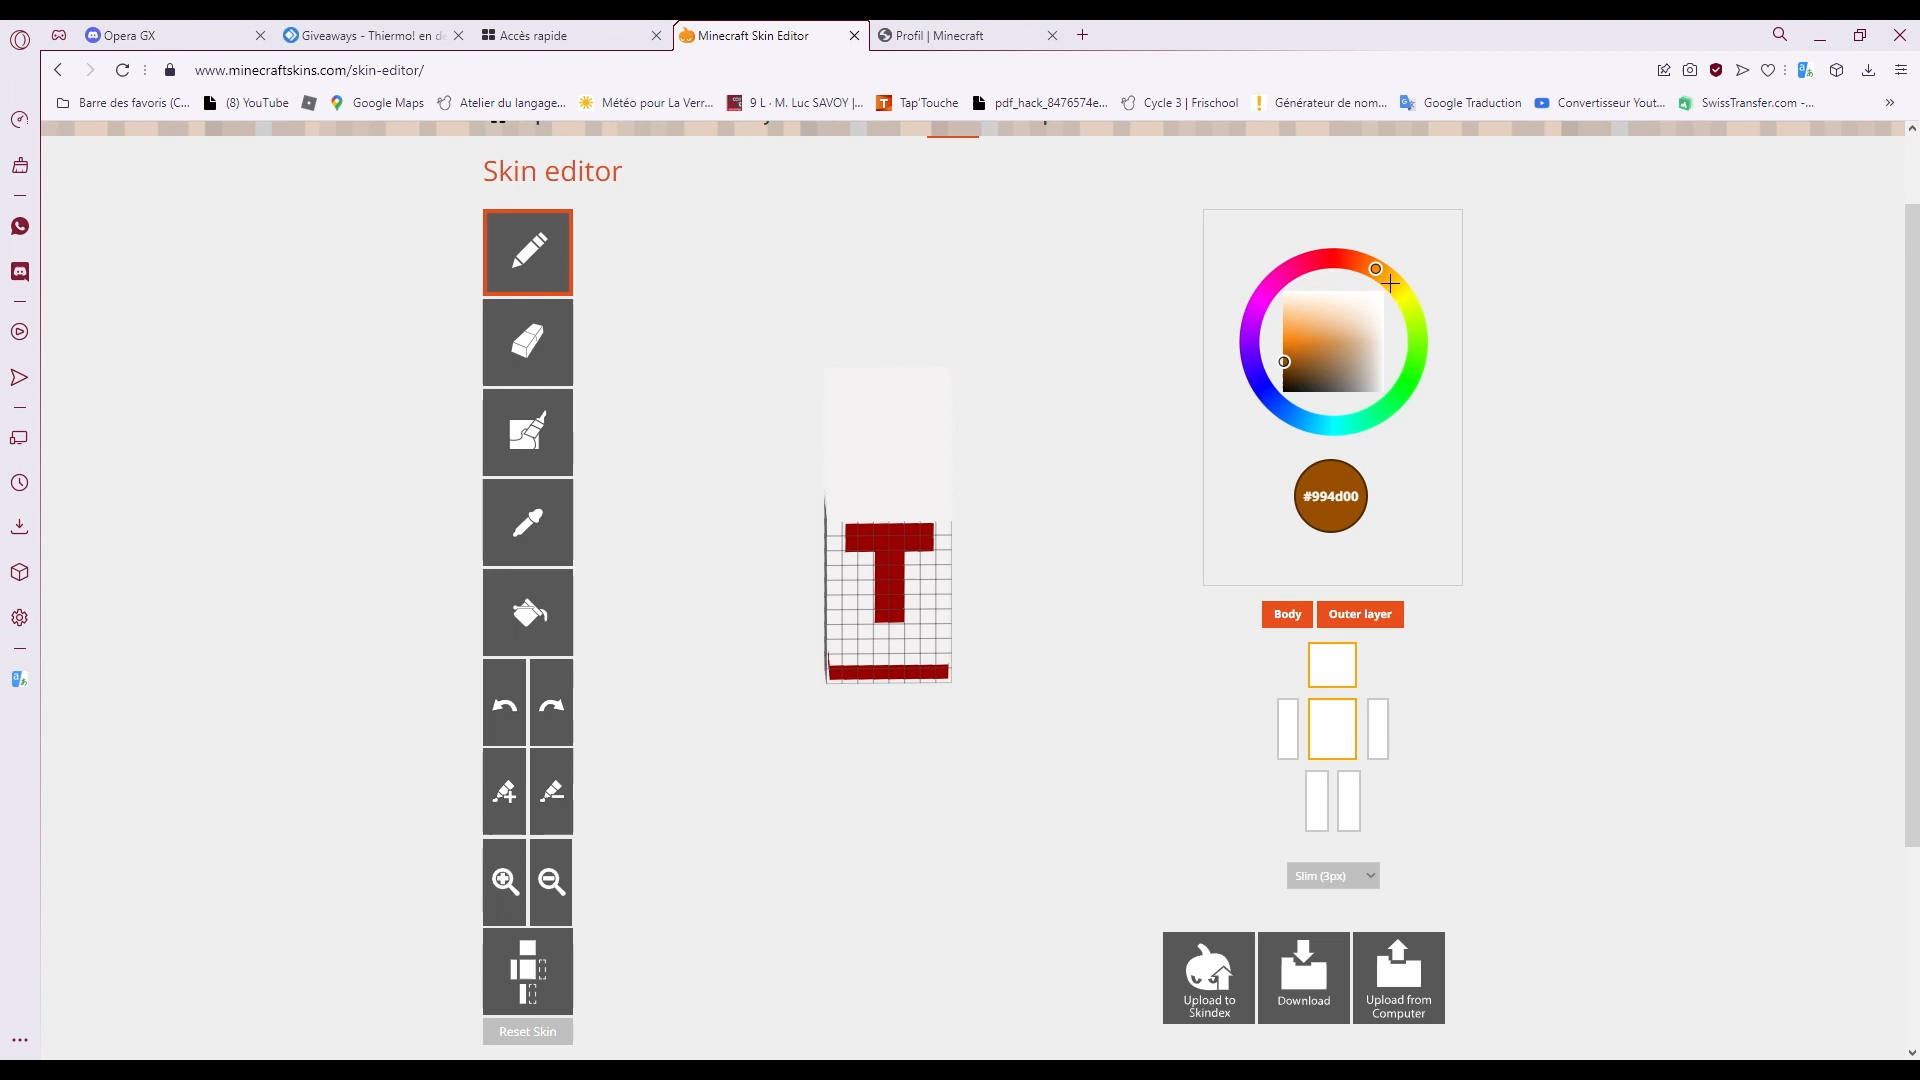 Opera GX
Giveaways - Thiermo! en de
Accès rapide
Minecraft Skin Editor
Profil | Minecraft
www.minecraftskins.com/skin-editor/
Barre des favoris (C...
(8) YouTube
Google Maps
Atelier du langage...
Météo pour La Verr...
9 L · M. Luc SAVOY |...
Tap'Touche
pdf_hack_8476574e...
Cycle 3 | Frischool
Générateur de nom...
Google Traduction
Convertisseur Yout...
SwissTransfer.com -...
Skin editor
#994d00
T
Body
Outer layer
Slim (3px)
Upload to
Skindex
Download
Upload from
Computer
Reset Skin